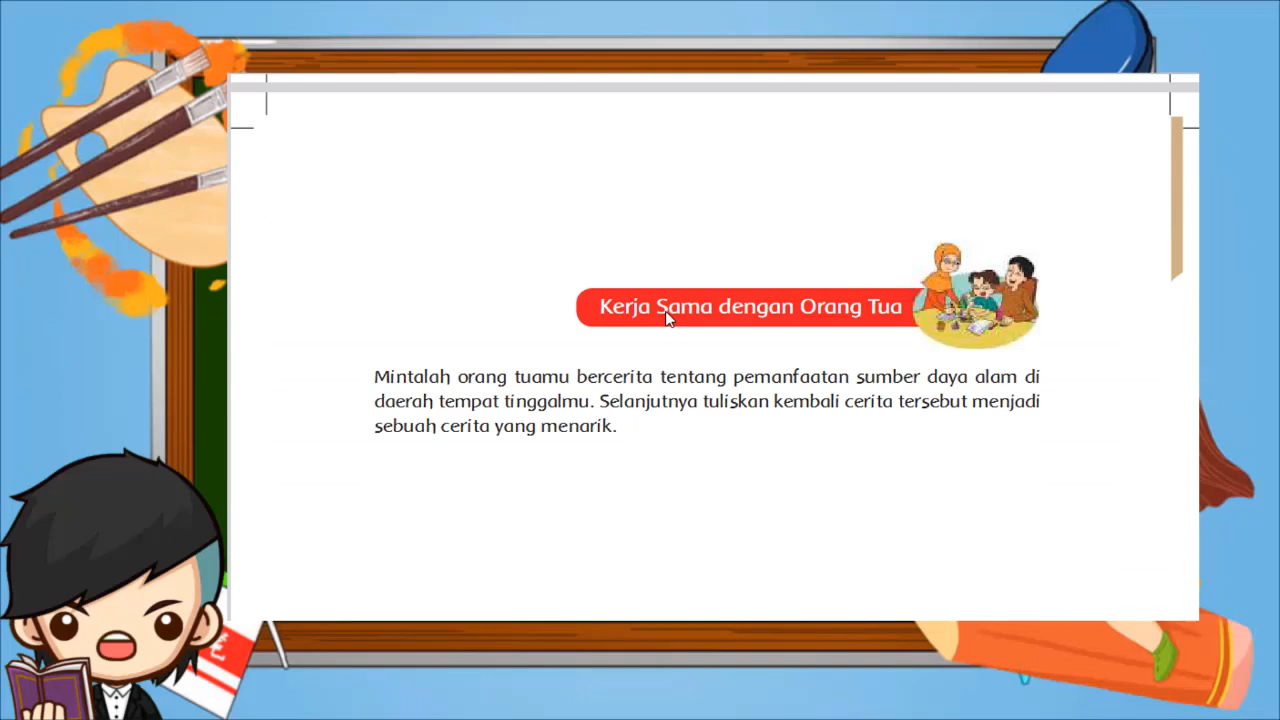 Kerja Sama dengan Orang Tua
Mintalah orang tuamu bercerita tentang pemanfaatan sumber daya alam di
daerah tempat tinggalmu. Selanjutnya tuliskan kembali cerita tersebut menjadi
sebuah cerita yang menarik.